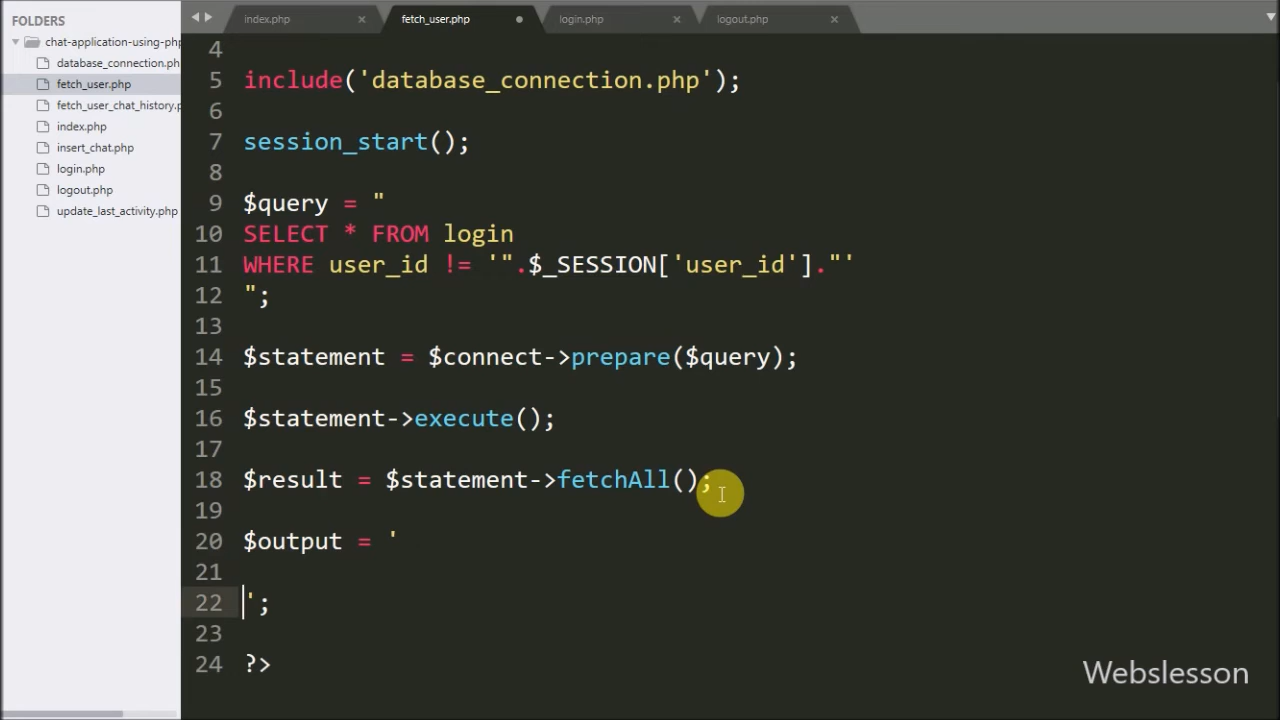 FOLDERS
chat-application-using-php
database_connection.ph
fetch_user.php
fetch_user_chat_history.p
index.php
insert_chat.php
login.php
logout.php
update_last_activity.php
index.php × fetch_user.php login.php × logout.php ×
4
5 include('database_connection.php');
6
7 session_start();
8
9 $query = "
10 SELECT * FROM login
11 WHERE user_id != '".$_SESSION['user_id']."'
12 ";
13
14 $statement = $connect->prepare($query);
15
16 $statement->execute();
17
18 $result = $statement->fetchAll();
19
20 $output = '
21
22 ';
23
24 ?>
Webslesson